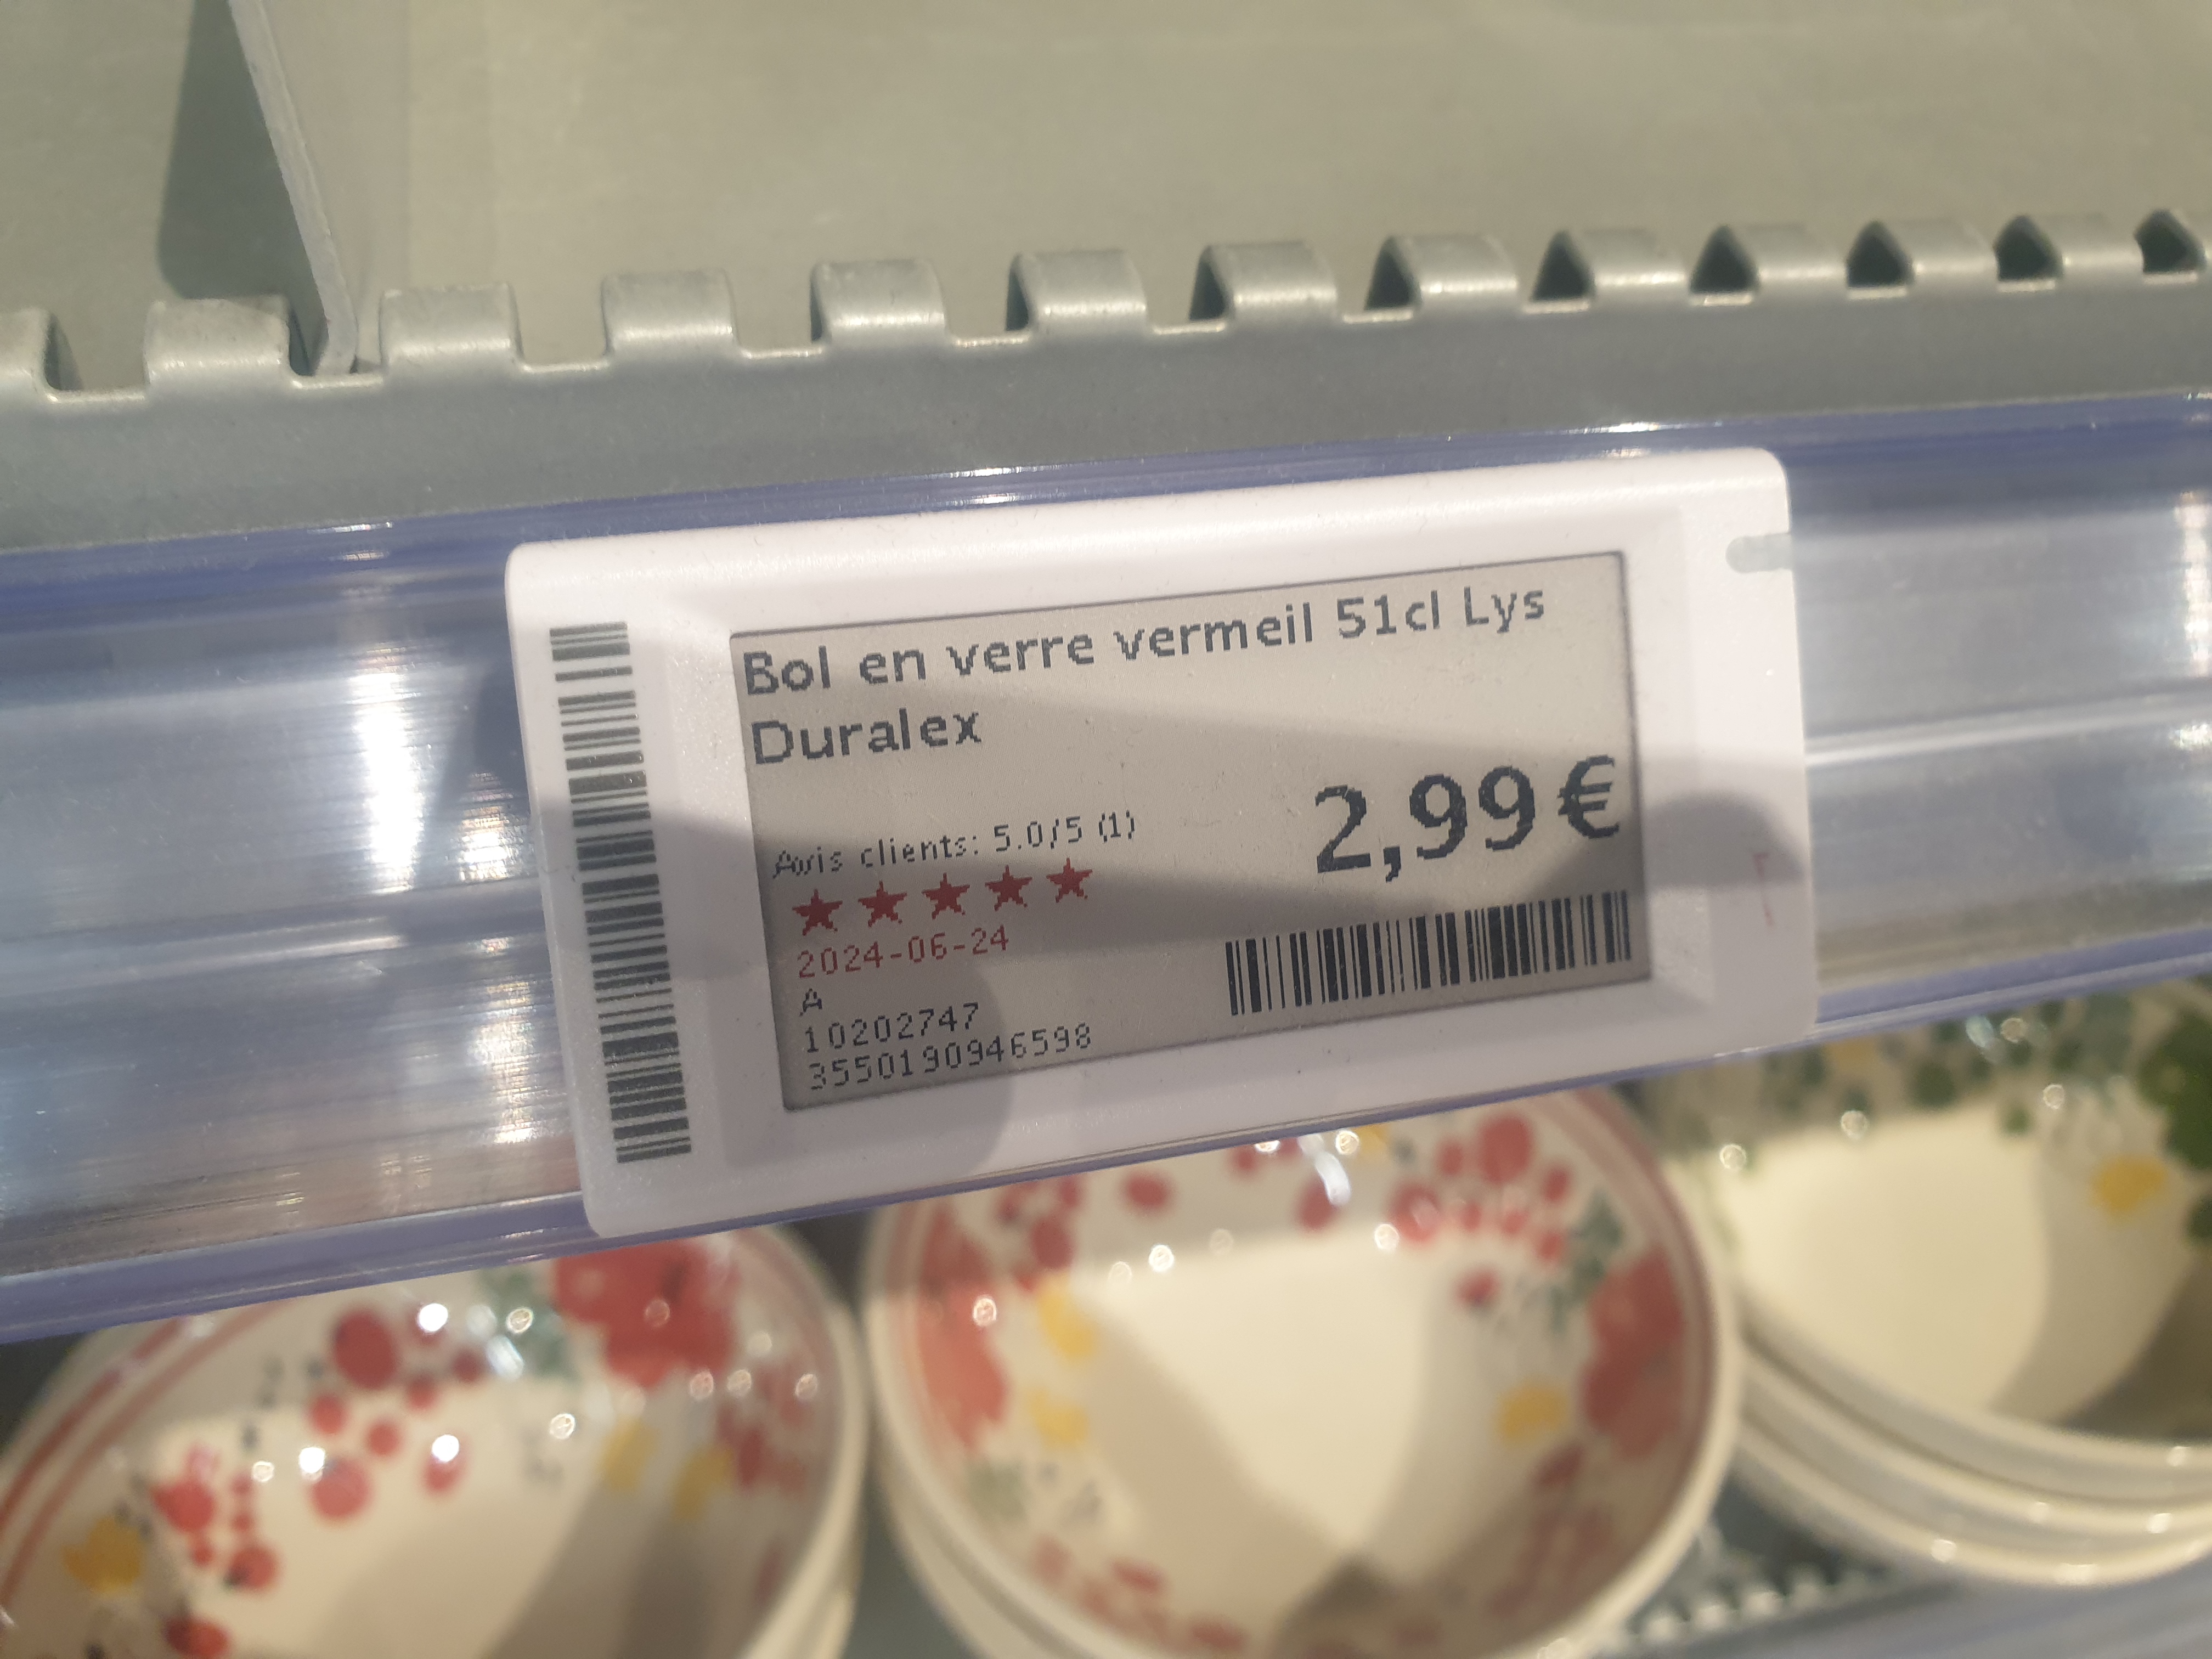 Bol en verre vermeil 51cl Lys
Duralex
2,99€
Avis clients: 5.0/5 (1)
2024-06-24
A
10202747
3550190946598